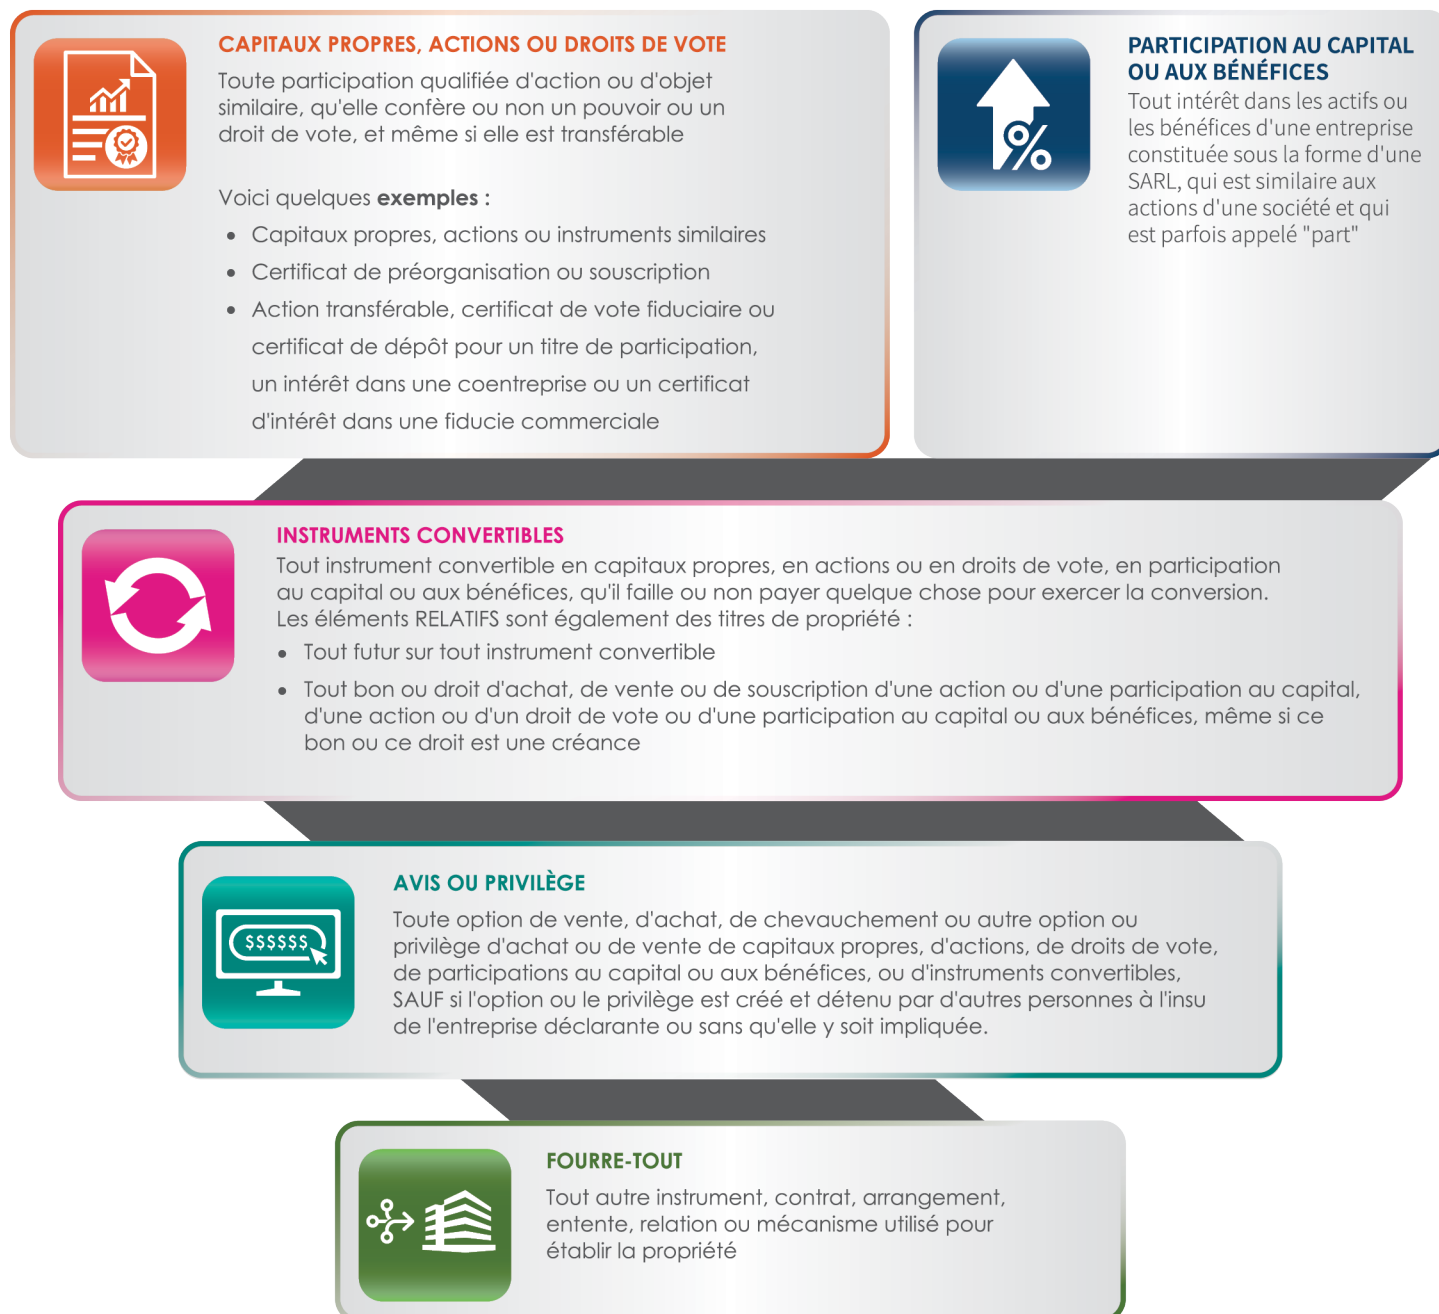 CAPITAUX PROPRES, ACTIONS OU DROITS DE VOTE
Toute participation qualifiée d'action ou d'objet
similaire, qu'elle confère ou non un pouvoir ou un
droit de vote, et même si elle est transférable
Voici quelques exemples :
• Capitaux propres, actions ou instruments similaires
• Certificat de préorganisation ou souscription
• Action transférable, certificat de vote fiduciaire ou
certificat de dépôt pour un titre de participation,
un intérêt dans une coentreprise ou un certificat
d'intérêt dans une fiducie commerciale
%
PARTICIPATION AU CAPITAL
OU AUX BÉNÉFICES
Tout intérêt dans les actifs ou
les bénéfices d'une entreprise
constituée sous la forme d'une
SARL, qui est similaire aux
actions d'une société et qui
est parfois appelé "part"
INSTRUMENTS CONVERTIBLES
Tout instrument convertible en capitaux propres, en actions ou en droits de vote, en participation
au capital ou aux bénéfices, qu'il faille ou non payer quelque chose pour exercer la conversion.
Les éléments RELATIFS sont également des titres de propriété :
• Tout futur sur tout instrument convertible
• Tout bon ou droit d'achat, de vente ou de souscription d'une action ou d'une participation au capital,
d'une action ou d'un droit de vote ou d'une participation au capital ou aux bénéfices, même si ce
bon ou ce droit est une créance
$$$$$$
AVIS OU PRIVILÈGE
Toute option de vente, d'achat, de chevauchement ou autre option ou
privilège d'achat ou de vente de capitaux propres, d'actions, de droits de vote,
de participations au capital ou aux bénéfices, ou d'instruments convertibles,
SAUF si l'option ou le privilège est créé et détenu par d'autres personnes à l'insu
de l'entreprise déclarante ou sans qu'elle y soit impliquée.
FOURRE-TOUT
Tout autre instrument, contrat, arrangement,
entente, relation ou mécanisme utilisé pour
établir la propriété